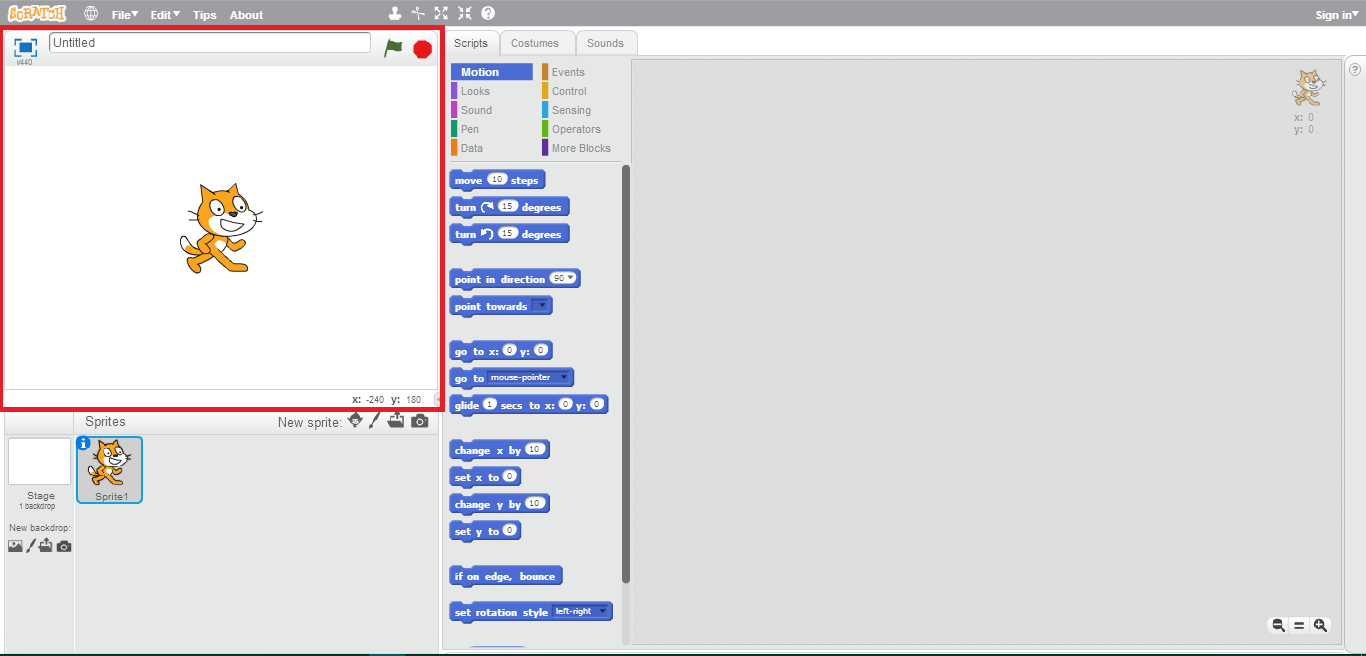 SCRATCH File▾ Edit▾ Tips About Sign in▾
Untitled
v440
x: -240 y: 180
Sprites New sprite:
Stage
1 backdrop
New backdrop:
Sprite1
Scripts Costumes Sounds
Motion Events
Looks Control
Sound Sensing
Pen Operators
Data More Blocks
move 10 steps
turn 15 degrees
turn 15 degrees
point in direction 90▾
point towards
go to x: 0 y: 0
go to mouse-pointer
glide 1 secs to x: 0 y: 0
change x by 10
set x to 0
change y by 10
set y to 0
if on edge, bounce
set rotation style left-right
x: 0
y: 0